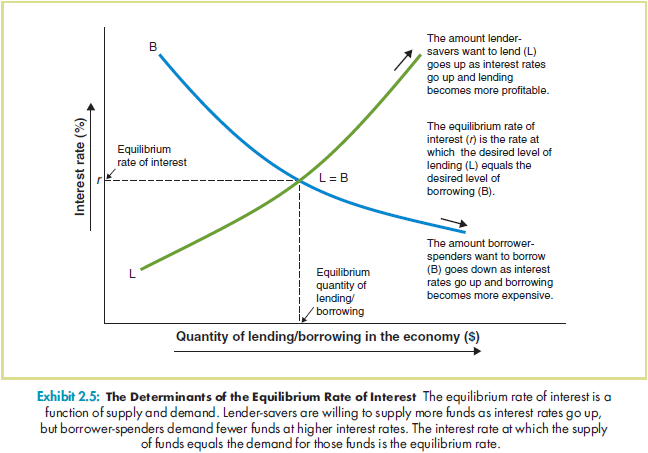 B
The amount lender-
savers want to lend (L)
goes up as interest rates
go up and lending
becomes more profitable.
The equilibrium rate of
interest (r) is the rate at
which the desired level of
lending (L) equals the
desired level of
borrowing (B).
Interest rate (%)
Equilibrium
rate of interest
r
L = B
The amount borrower-
spenders want to borrow
(B) goes down as interest
rates go up and borrowing
becomes more expensive.
L
Equilibrium
quantity of
lending/
borrowing
Quantity of lending/borrowing in the economy ($)
Exhibit 2.5: The Determinants of the Equilibrium Rate of Interest The equilibrium rate of interest is a
function of supply and demand. Lender-savers are willing to supply more funds as interest rates go up,
but borrower-spenders demand fewer funds at higher interest rates. The interest rate at which the supply
of funds equals the demand for those funds is the equilibrium rate.